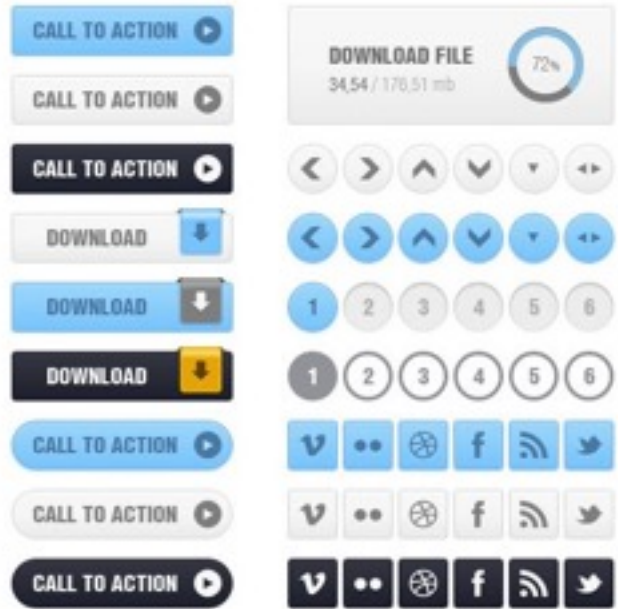 CALL TO ACTION
CALL TO ACTION
CALL TO ACTION
DOWNLOAD
DOWNLOAD
DOWNLOAD
CALL TO ACTION
CALL TO ACTION
CALL TO ACTION
DOWNLOAD FILE
34,54 / 176,51 mb
72%
1 2 3 4 5 6
1 2 3 4 5 6